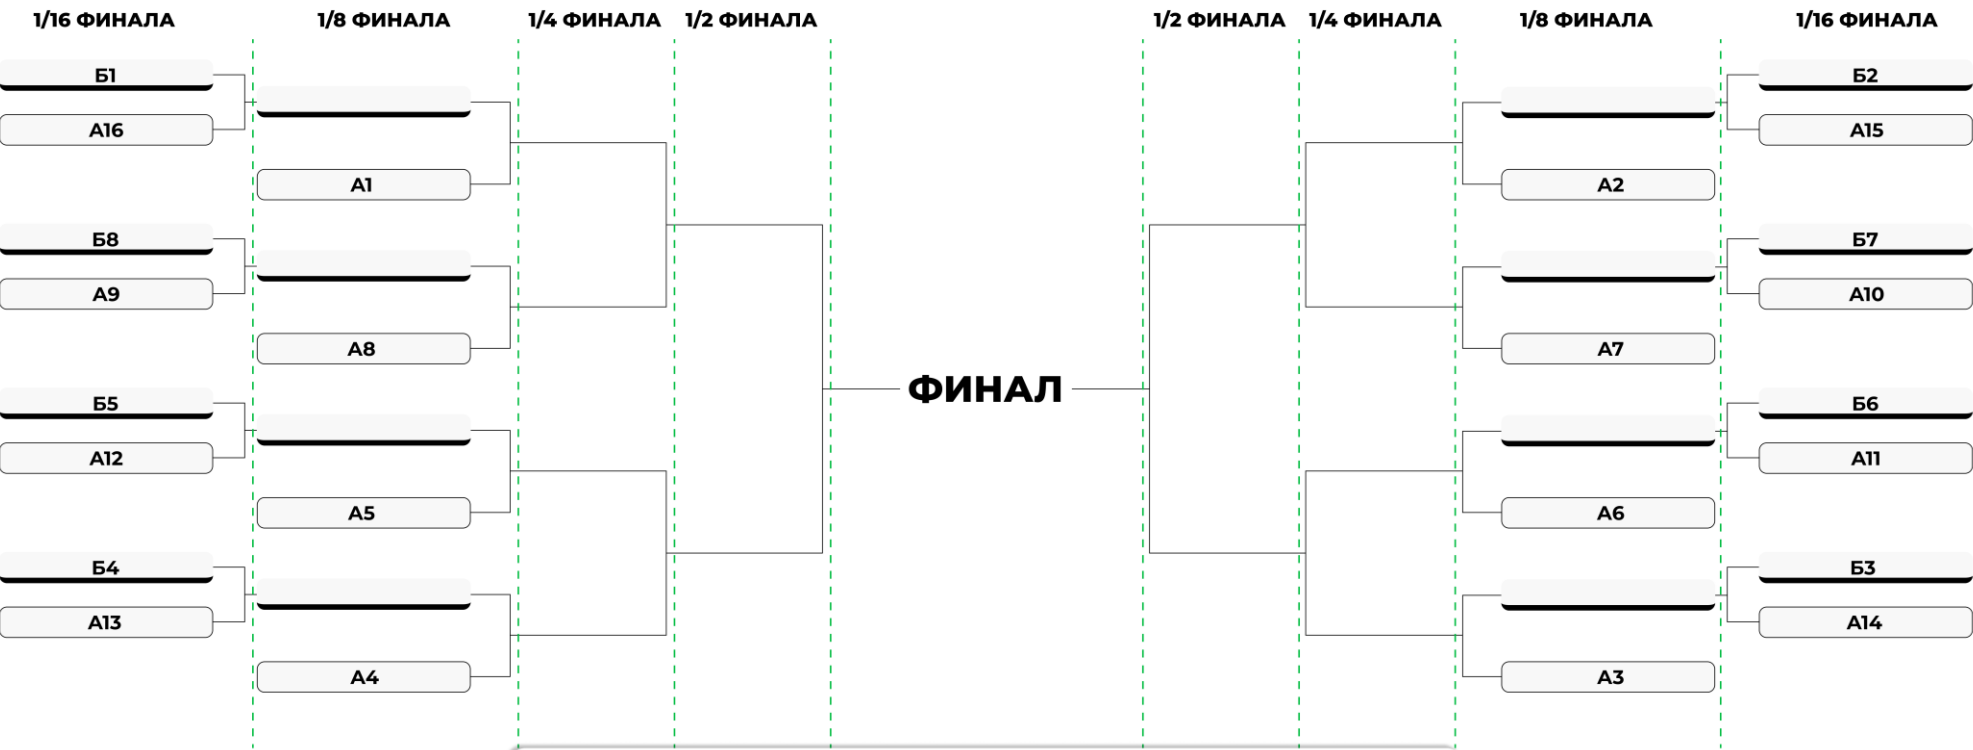 1/16 ФИНАЛА 1/8 ФИНАЛА 1/4 ФИНАЛА 1/2 ФИНАЛА 1/2 ФИНАЛА 1/4 ФИНАЛА 1/8 ФИНАЛА 1/16 ФИНАЛА
Б1 Б2
А16 А15
А1 А2
Б8 Б7
А9 А10
А8 А7
ФИНАЛ
Б5 Б6
А12 А11
А5 А6
Б4 Б3
А13 А14
А4 А3